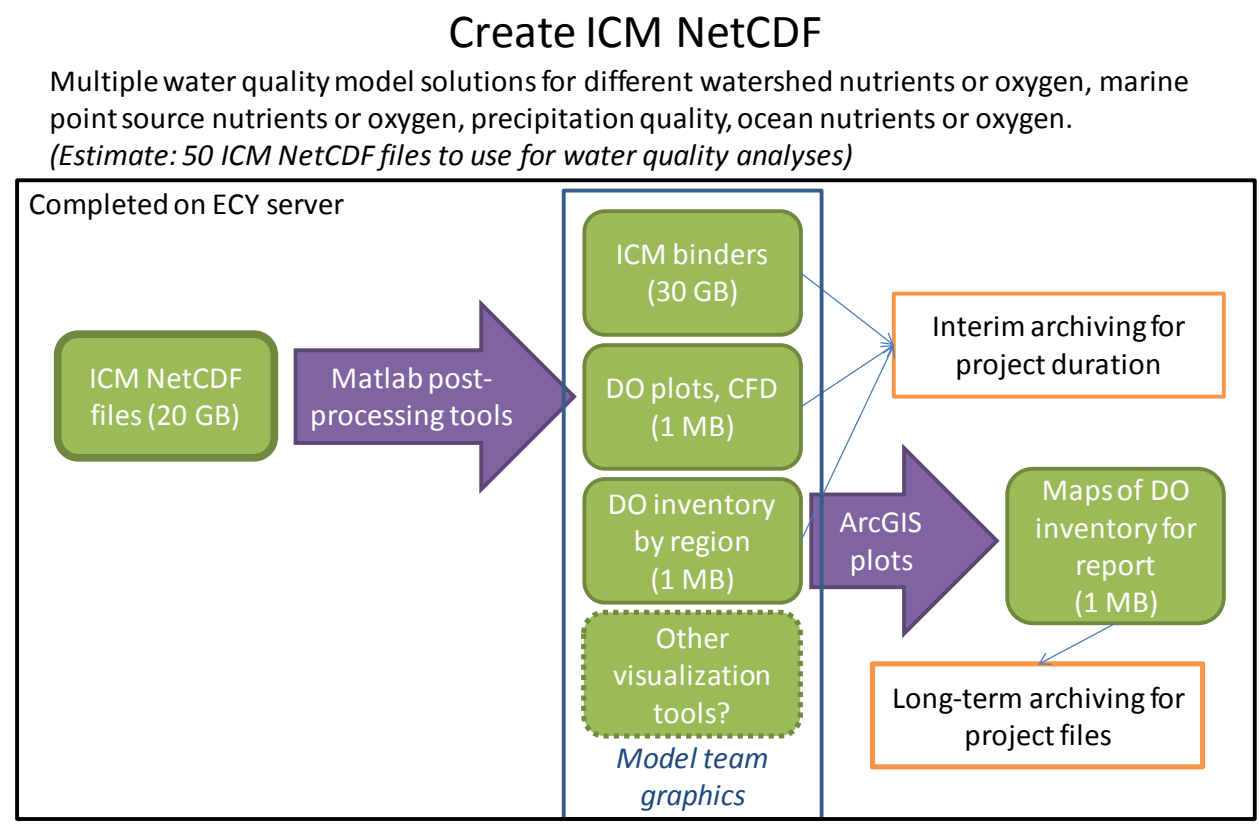 Create ICM NetCDF
Multiple water quality model solutions for different watershed nutrients or oxygen, marine
point source nutrients or oxygen, precipitation quality, ocean nutrients or oxygen.
(Estimate: 50 ICM NetCDF files to use for water quality analyses)
Completed on ECY server
ICM NetCDF
files (20 GB)
Matlab post-
processing tools
ICM binders
(30 GB)
DO plots, CFD
(1 MB)
DO inventory
by region
(1 MB)
Other
visualization
tools?
Model team
graphics
Interim archiving for
project duration
ArcGIS
plots
Maps of DO
inventory for
report
(1 MB)
Long-term archiving for
project files